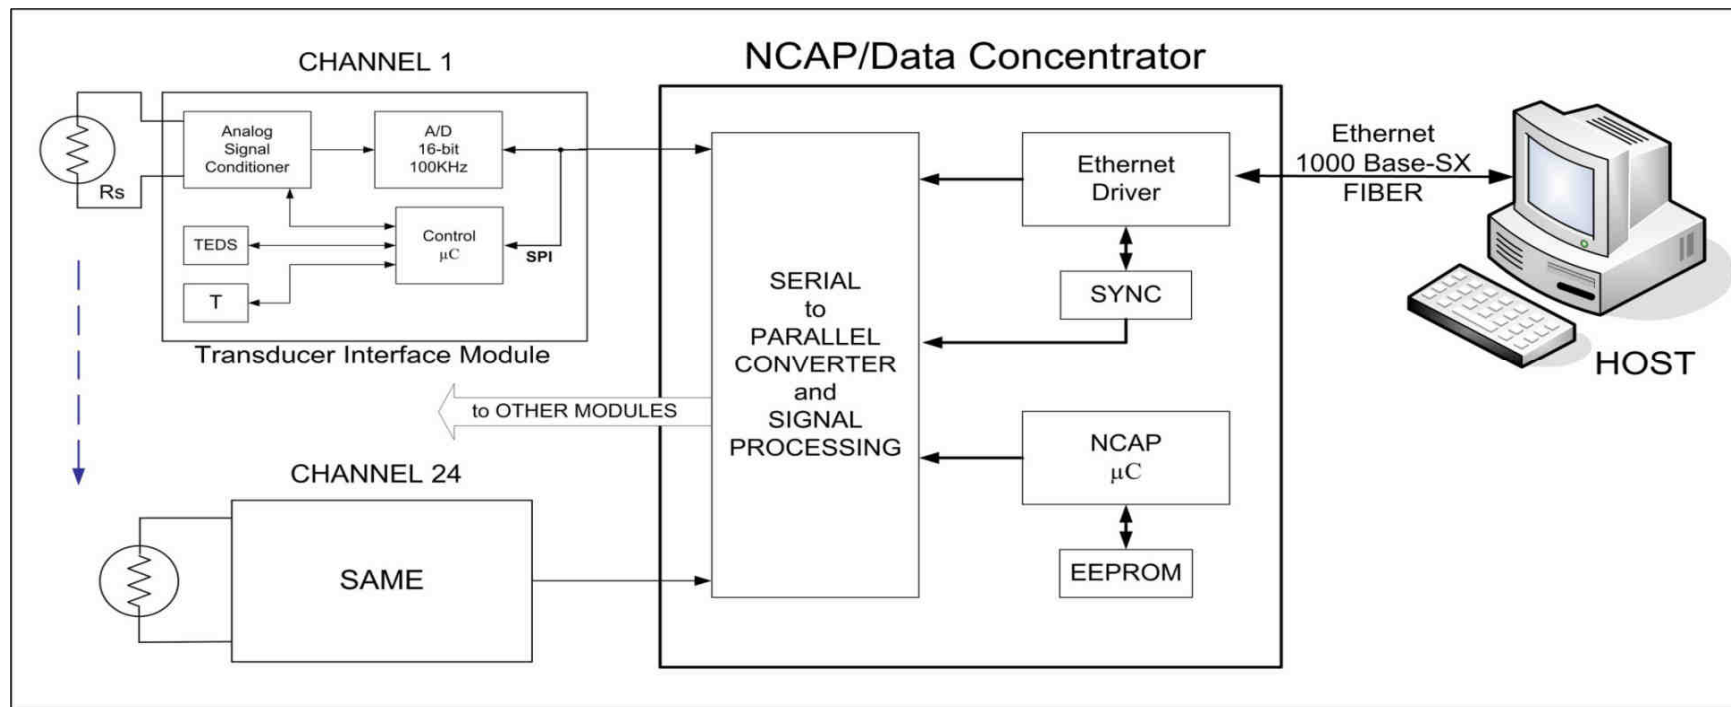 NCAP/Data Concentrator
CHANNEL 1
Analog
Signal
Conditioner
A/D
16-bit
100KHz
Rs
TEDS
Control
µC
SPI
T
Transducer Interface Module
to OTHER MODULES
CHANNEL 24
SAME
SERIAL
to
PARALLEL
CONVERTER
and
SIGNAL
PROCESSING
Ethernet
Driver
SYNC
NCAP
µC
EEPROM
Ethernet
1000 Base-SX
FIBER
HOST